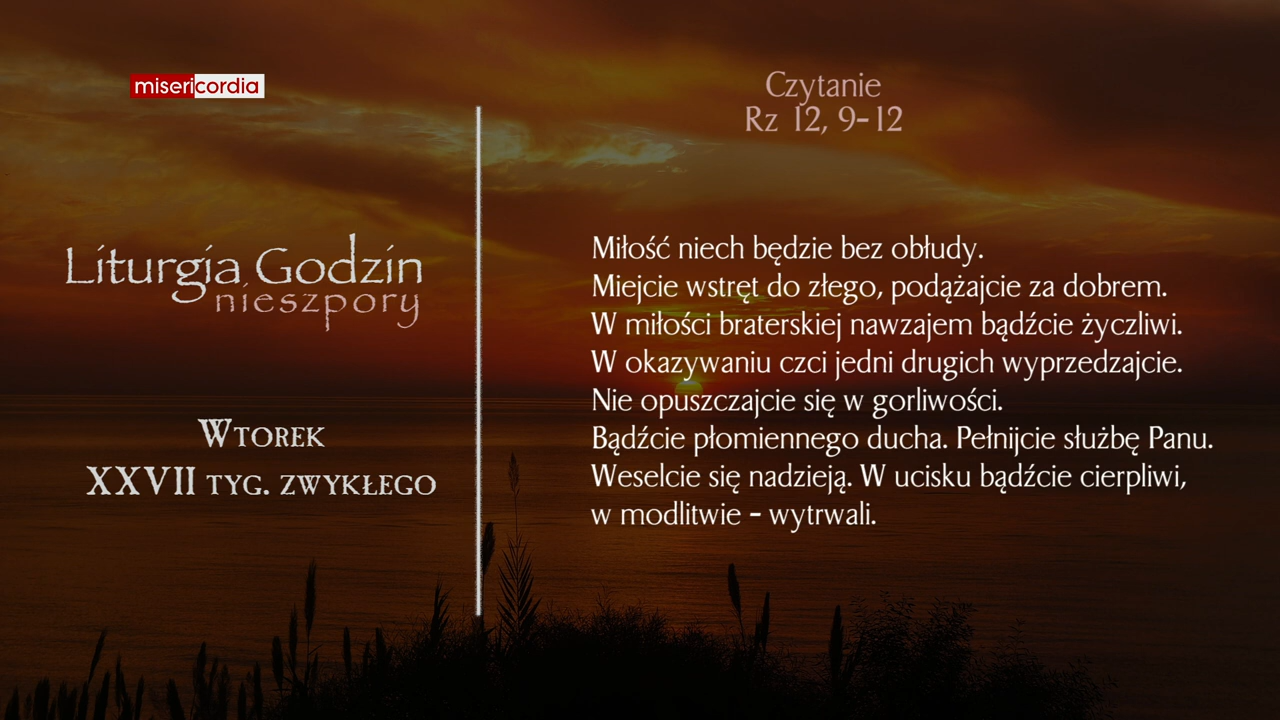 misericordia
Liturgia Godzin
nieszpory
Wtorek
XXVII tyg. zwykłego
Czytanie
Rz 12, 9-12
Miłość niech będzie bez obłudy.
Miejcie wstręt do złego, podążajcie za dobrem.
W miłości braterskiej nawzajem bądźcie życzliwi.
W okazywaniu czci jedni drugich wyprzedzajcie.
Nie opuszczajcie się w gorliwości.
Bądźcie płomiennego ducha. Pełnijcie służbę Panu.
Weselcie się nadzieją. W ucisku bądźcie cierpliwi,
w modlitwie - wytrwali.